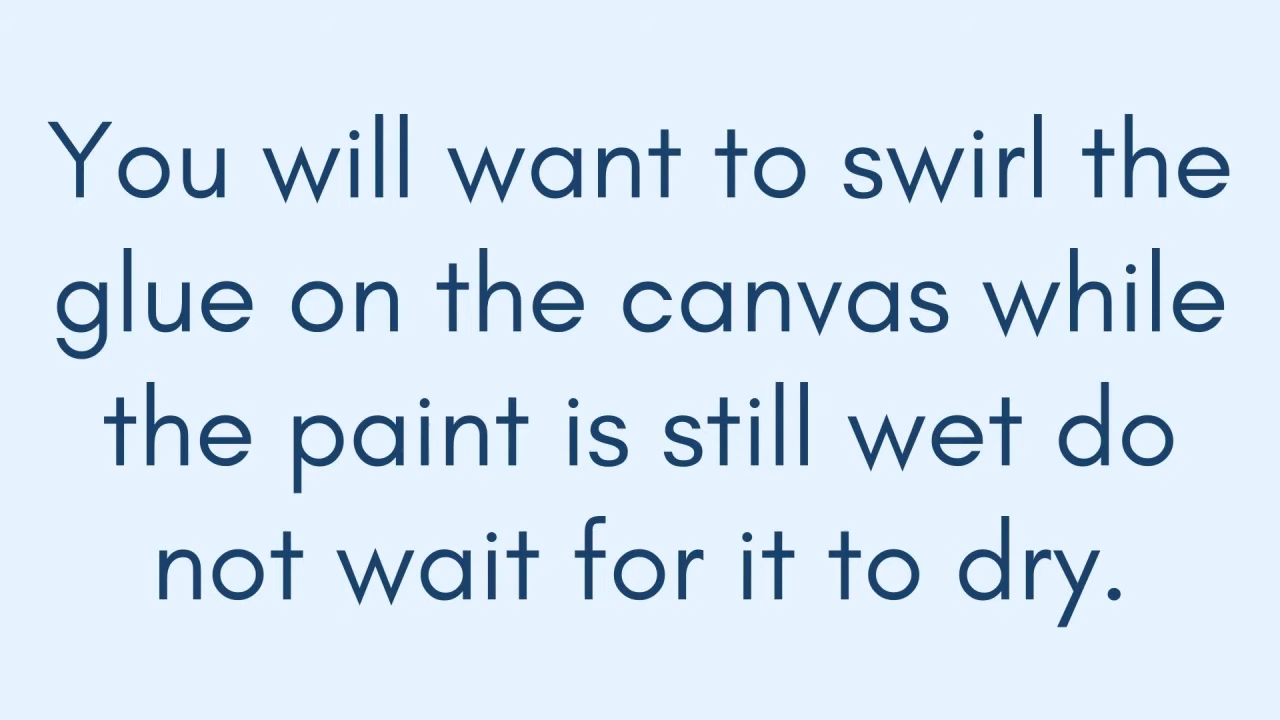 You will want to swirl the
glue on the canvas while
the paint is still wet do
not wait for it to dry.